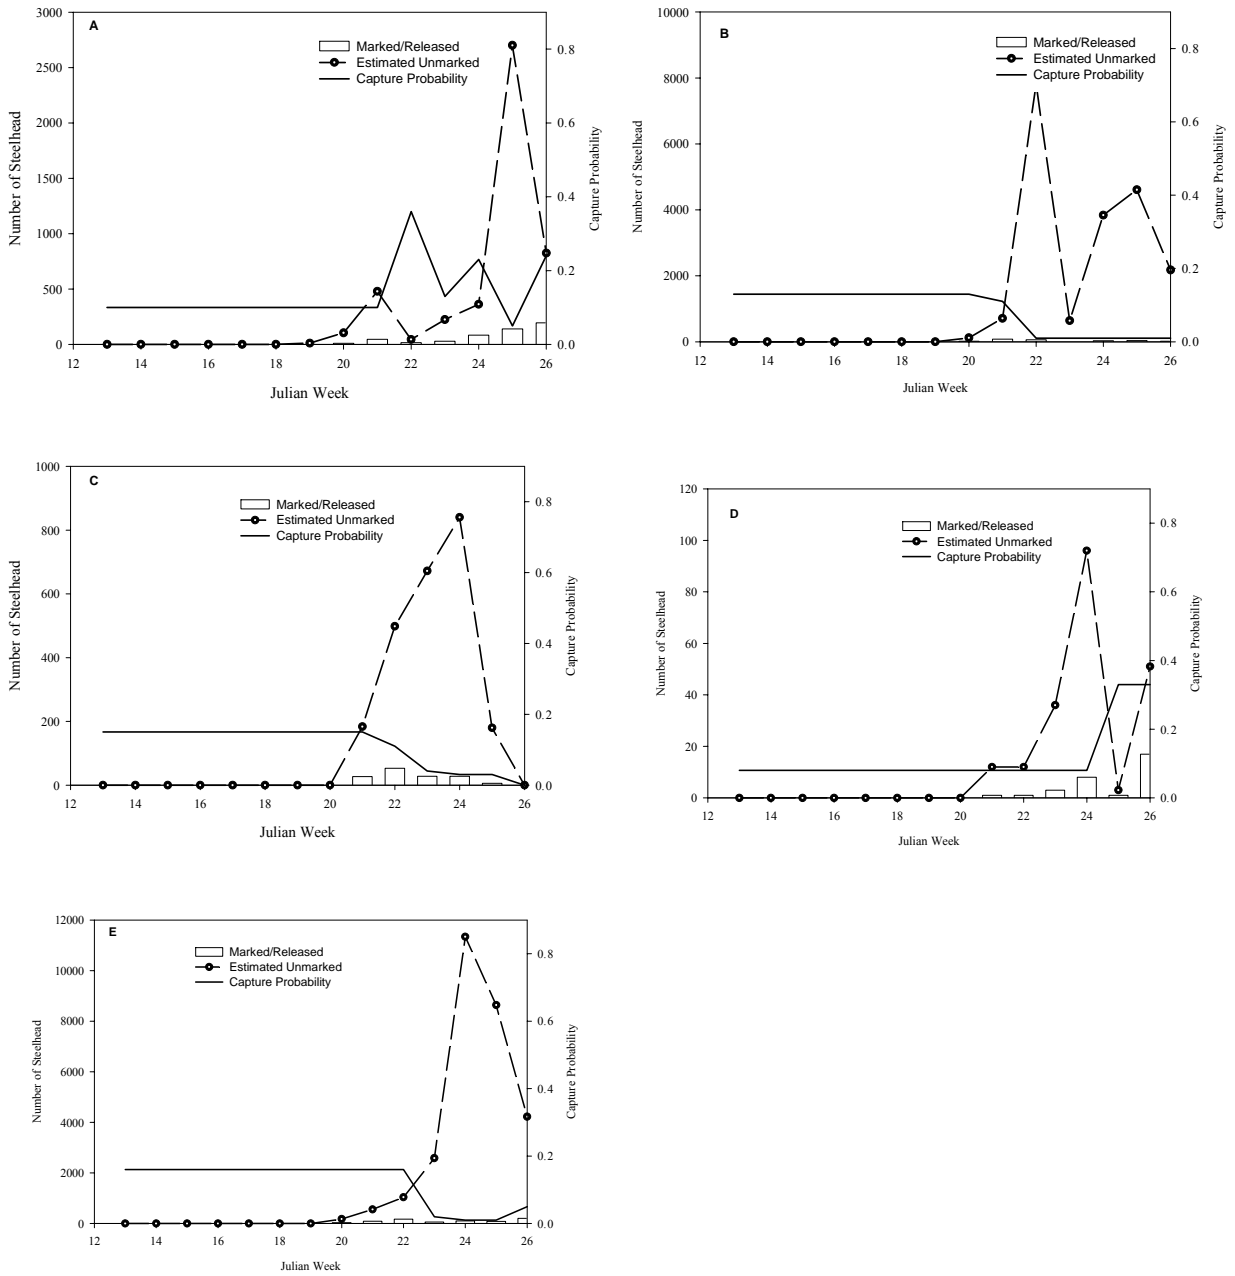 A
Marked/Released
Estimated Unmarked
Capture Probability
Number of Steelhead
3000
2500
2000
1500
1000
500
0
0.8
0.6
0.4
0.2
0.0
Capture Probability
12 14 16 18 20 22 24 26
Julian Week
B
Marked/Released
Estimated Unmarked
Capture Probability
Number of Steelhead
10000
8000
6000
4000
2000
0
0.8
0.6
0.4
0.2
0.0
Capture Probability
12 14 16 18 20 22 24 26
Julian Week
C
Marked/Released
Estimated Unmarked
Capture Probability
Number of Steelhead
1000
800
600
400
200
0
0.8
0.6
0.4
0.2
0.0
Capture Probability
12 14 16 18 20 22 24 26
Julian Week
D
Marked/Released
Estimated Unmarked
Capture Probability
Number of Steelhead
120
100
80
60
40
20
0
0.8
0.6
0.4
0.2
0.0
Capture Probability
12 14 16 18 20 22 24 26
Julian Week
E
Marked/Released
Estimated Unmarked
Capture Probability
Number of Steelhead
12000
10000
8000
6000
4000
2000
0
0.8
0.6
0.4
0.2
0.0
Capture Probability
12 14 16 18 20 22 24 26
Julian Week